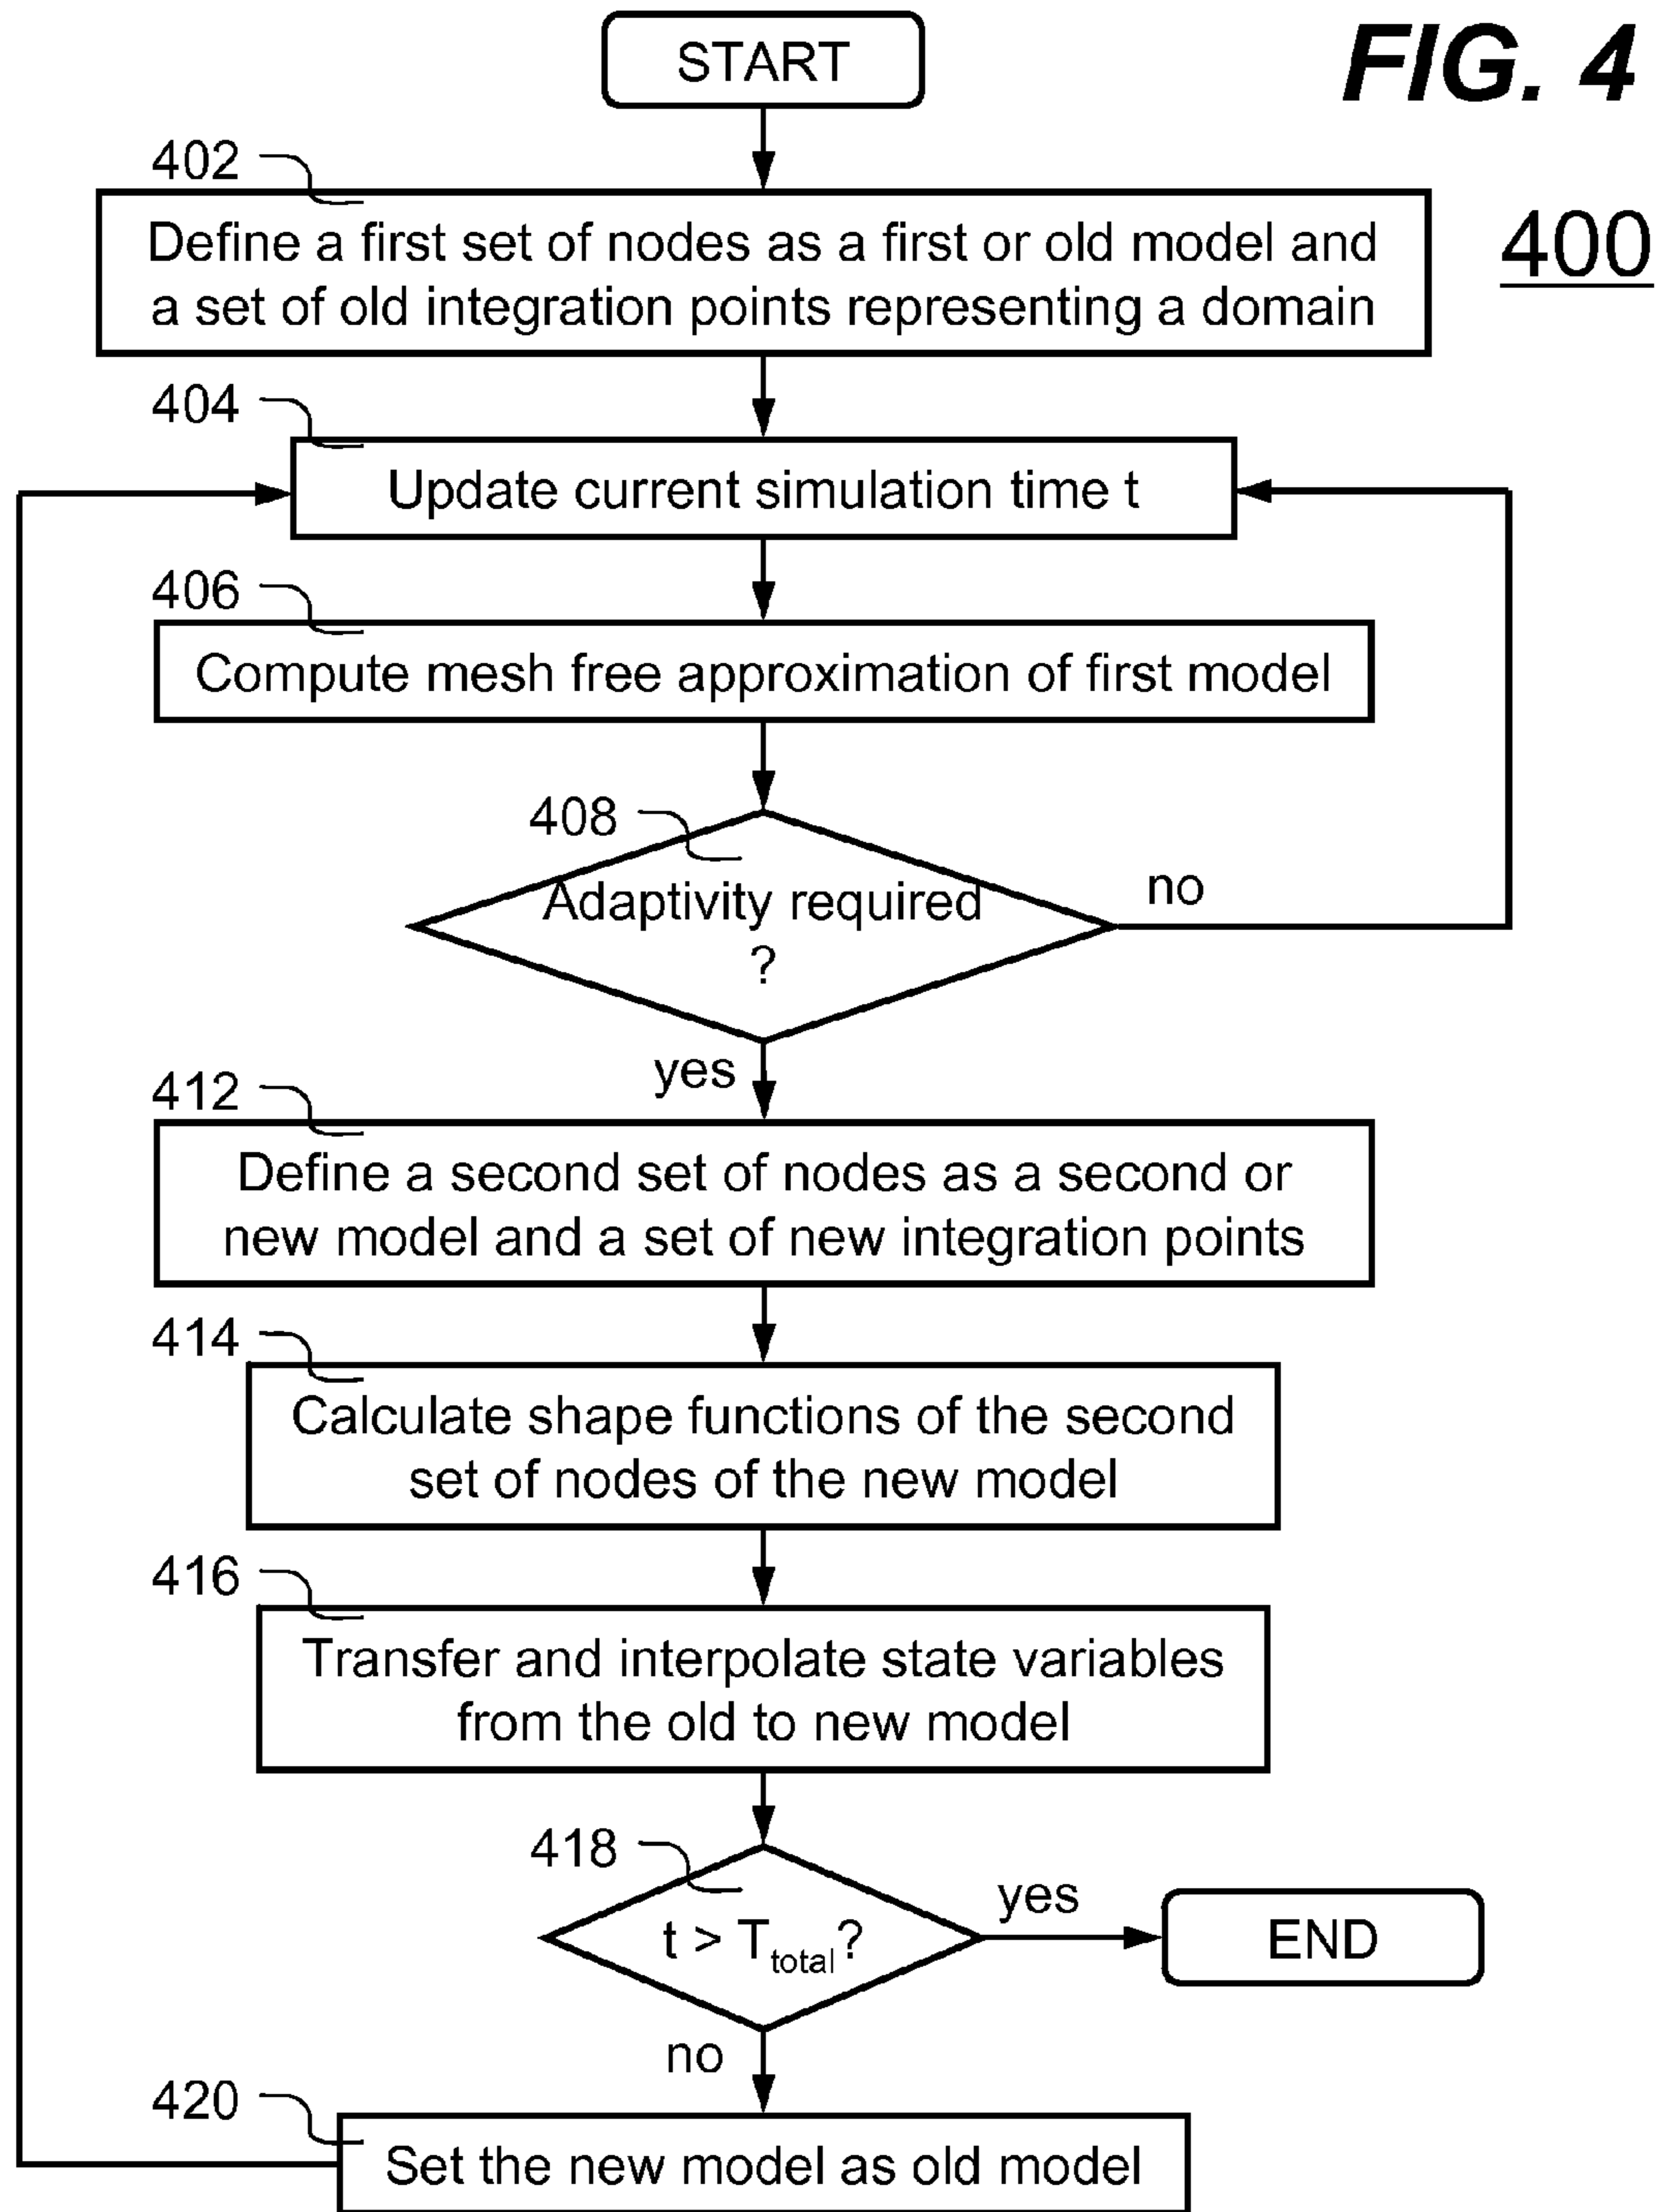 START
FIG. 4
402
Define a first set of nodes as a first or old model and
a set of old integration points representing a domain
400
404
Update current simulation time t
406
Compute mesh free approximation of first model
408
Adaptivity required
?
no
yes
412
Define a second set of nodes as a second or
new model and a set of new integration points
414
Calculate shape functions of the second
set of nodes of the new model
416
Transfer and interpolate state variables
from the old to new model
418
t > Ttotal?
yes
END
no
420
Set the new model as old model